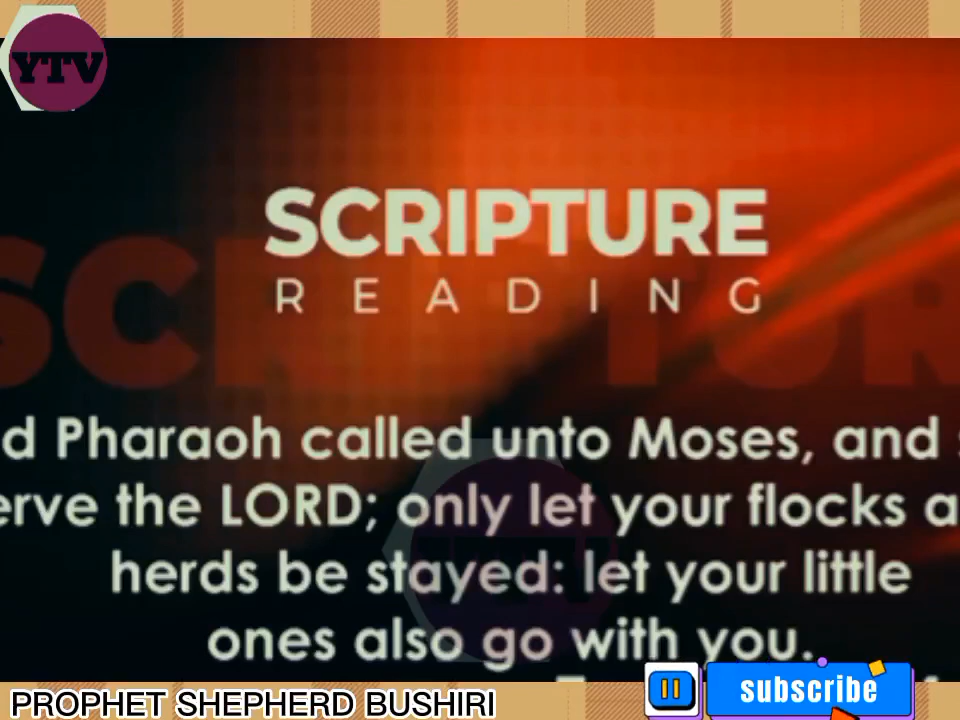 YTV
SCRIPTURE
READING
d Pharaoh called unto Moses, and
erve the LORD; only let your flocks a
herds be stayed: let your little
ones also go with you.
PROPHET SHEPHERD BUSHIRI
subscribe